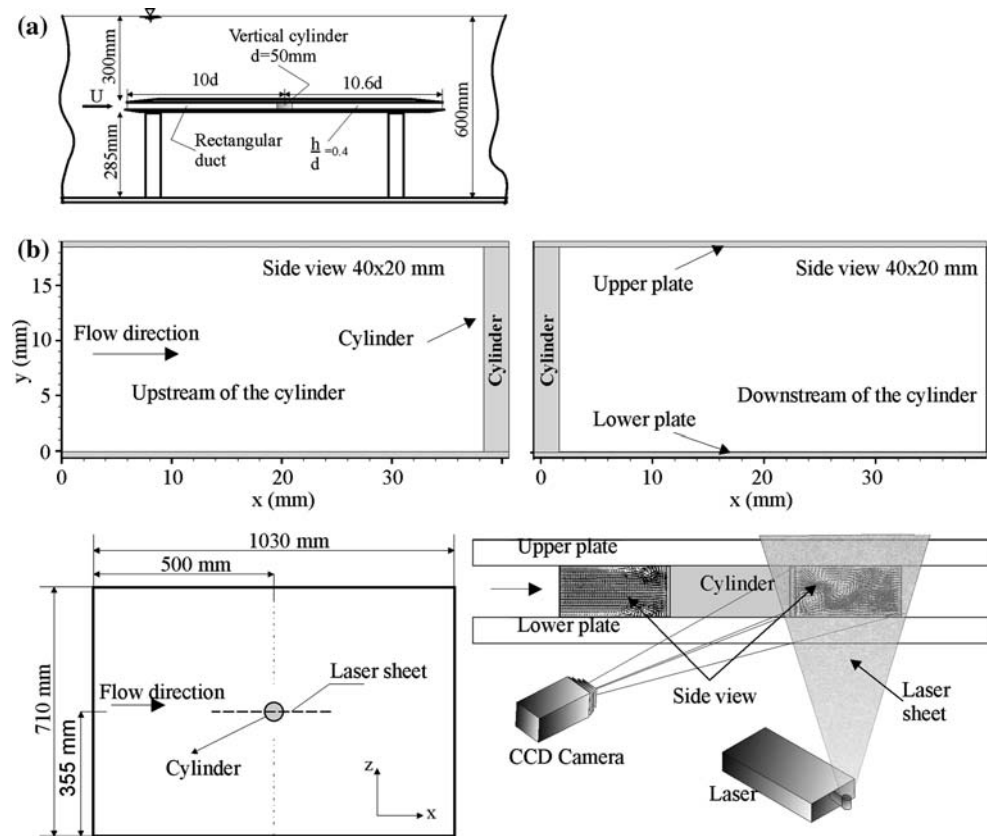 (a)
300mm
Vertical cylinder
d=50mm
10d
10.6d
U
600mm
285mm
Rectangular
duct
h/d =0.4
(b)
Side view 40x20 mm
Flow direction
Cylinder
Cylinder
Upstream of the cylinder
y (mm)
15
10
5
0
0 10 20 30
x (mm)
Side view 40x20 mm
Upper plate
Cylinder
Downstream of the cylinder
Lower plate
0 10 20 30
x (mm)
1030 mm
500 mm
Laser sheet
Flow direction
710 mm
355 mm
Cylinder
z
x
Upper plate
Cylinder
Lower plate
Side view
Laser
sheet
CCD Camera
Laser